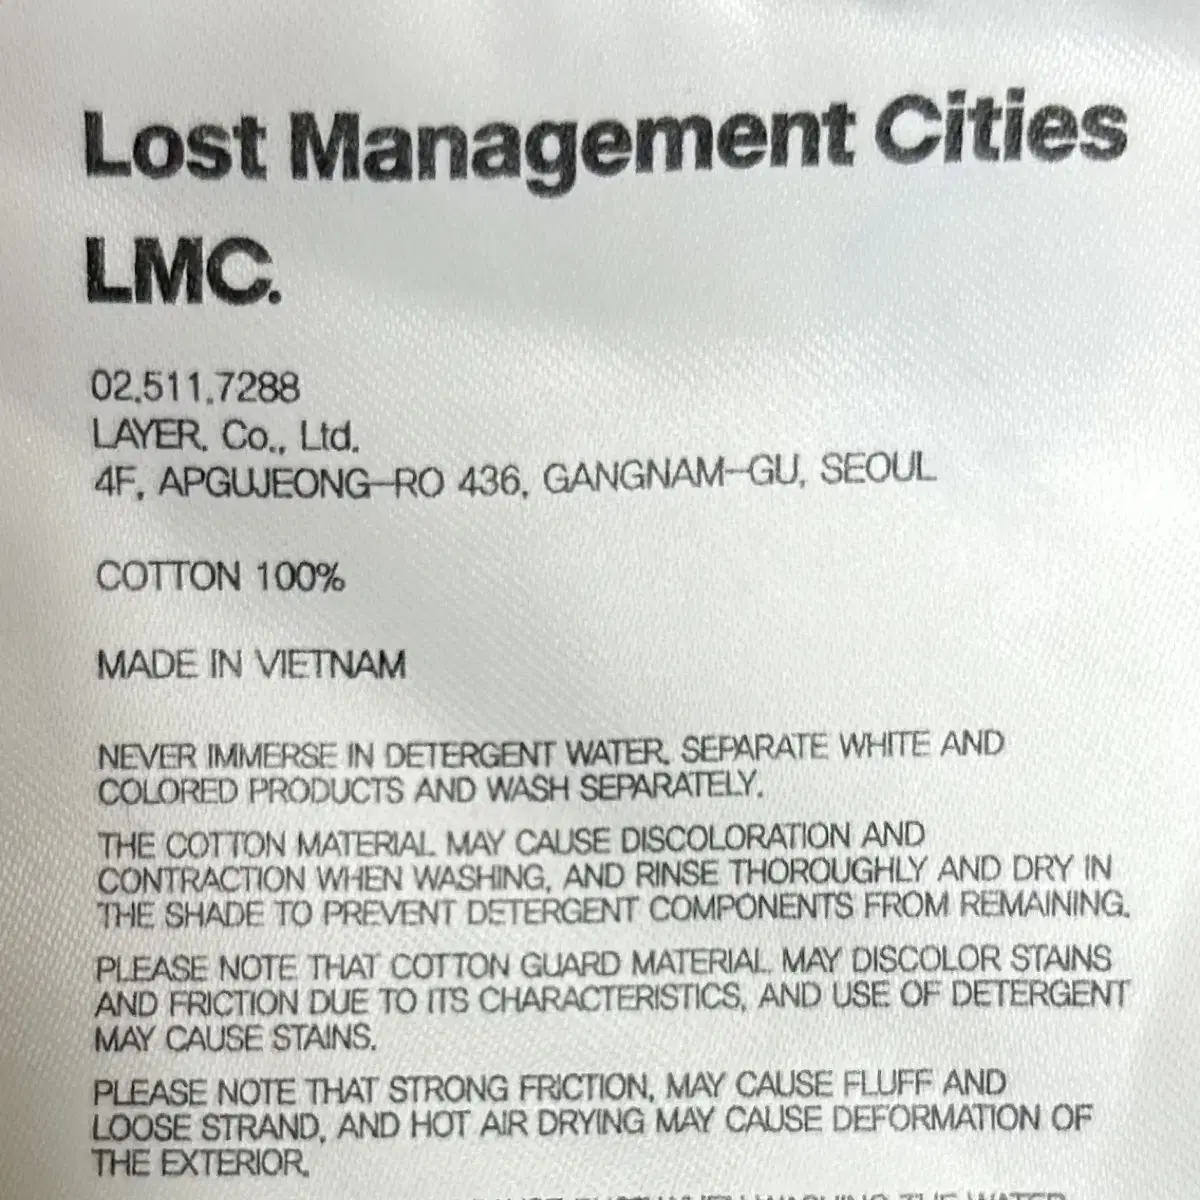 Lost Management Cities
LMC.
02.511.7288
LAYER. Co., Ltd.
4F, APGUJEONG-RO 436, GANGNAM-GU, SEOUL
COTTON 100%
MADE IN VIETNAM
NEVER IMMERSE IN DETERGENT WATER. SEPARATE WHITE AND
COLORED PRODUCTS AND WASH SEPARATELY.
THE COTTON MATERIAL MAY CAUSE DISCOLORATION AND
CONTRACTION WHEN WASHING, AND RINSE THOROUGHLY AND DRY IN
THE SHADE TO PREVENT DETERGENT COMPONENTS FROM REMAINING.
PLEASE NOTE THAT COTTON GUARD MATERIAL MAY DISCOLOR STAINS
AND FRICTION DUE TO ITS CHARACTERISTICS, AND USE OF DETERGENT
MAY CAUSE STAINS.
PLEASE NOTE THAT STRONG FRICTION, MAY CAUSE FLUFF AND
LOOSE STRAND, AND HOT AIR DRYING MAY CAUSE DEFORMATION OF
THE EXTERIOR.
WHEN WASHING THE WATER